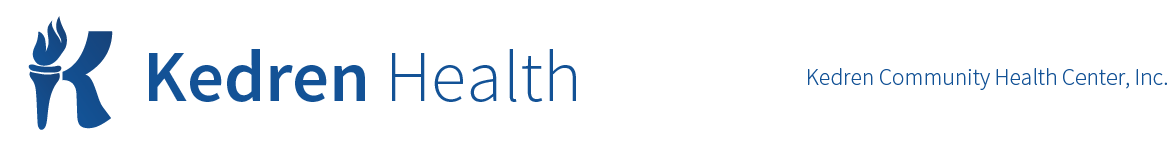 Kedren Health
Kedren Community Health Center, Inc.